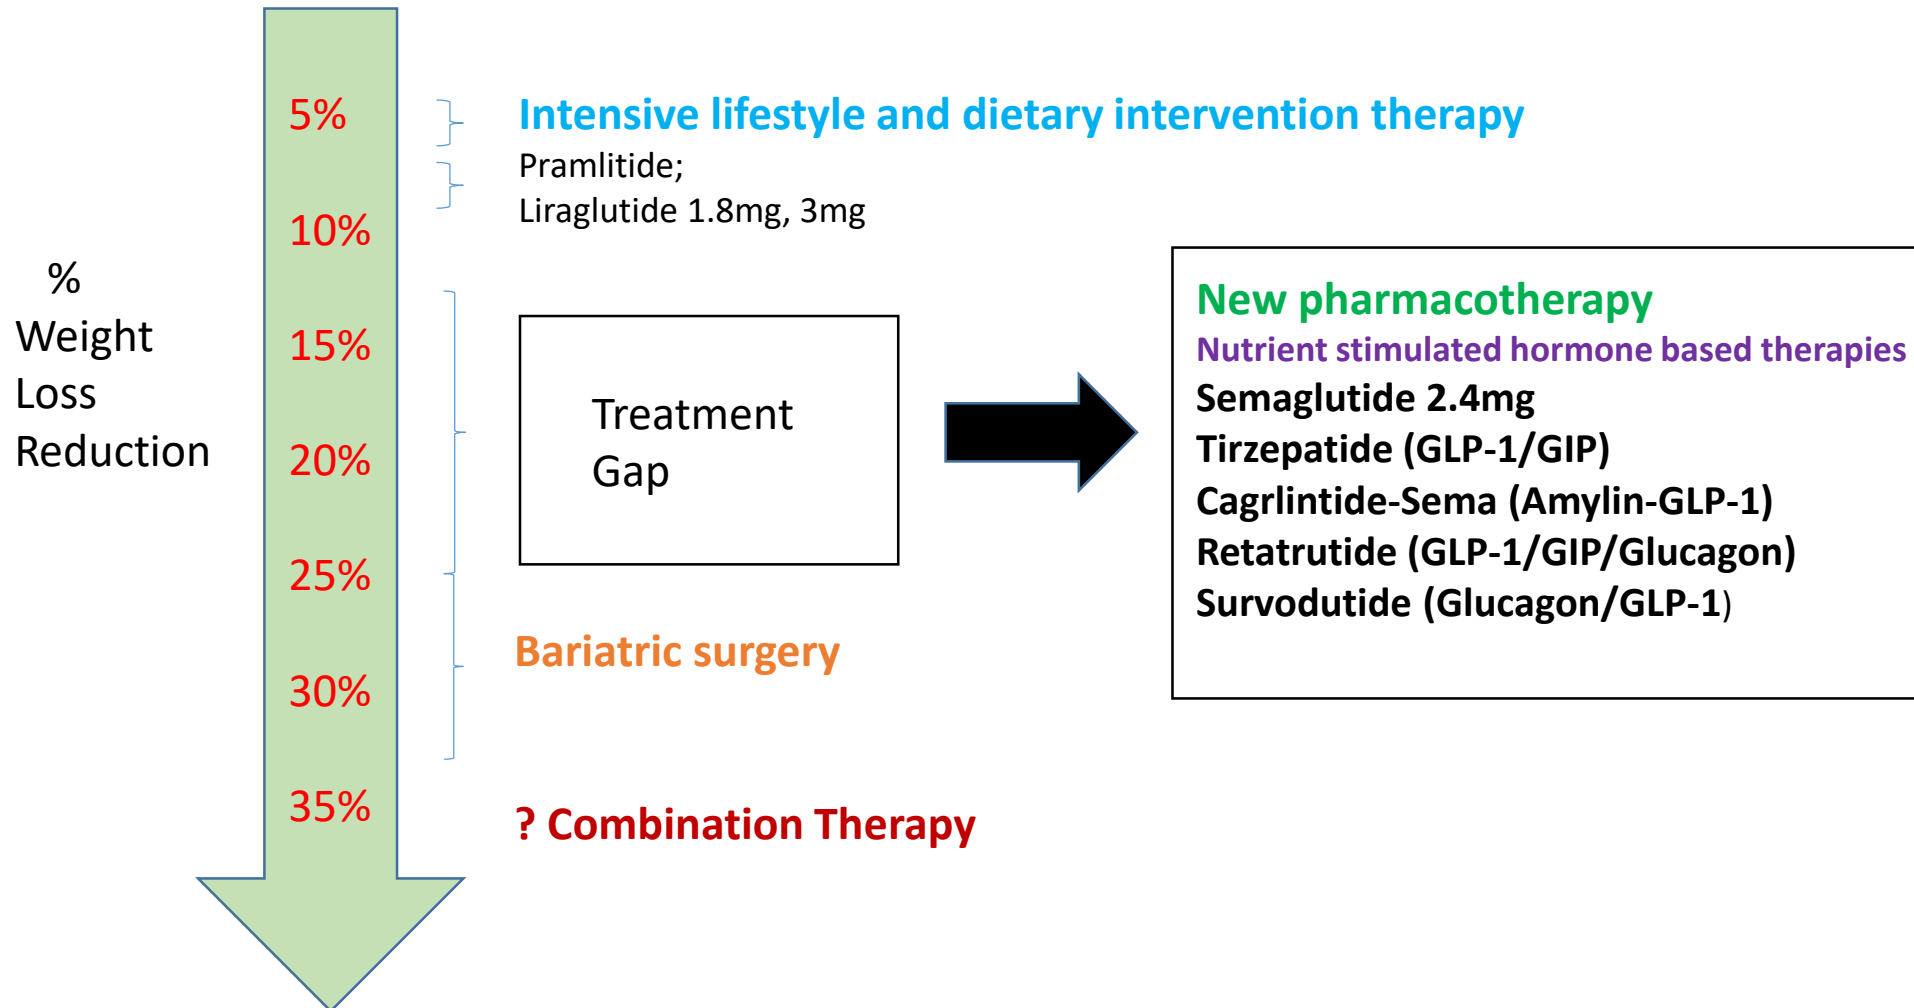 %
Weight
Loss
Reduction
5%
10%
15%
20%
25%
30%
35%
Intensive lifestyle and dietary intervention therapy
Pramlitide;
Liraglutide 1.8mg, 3mg
Treatment
Gap
Bariatric surgery
? Combination Therapy
New pharmacotherapy
Nutrient stimulated hormone based therapies
Semaglutide 2.4mg
Tirzepatide (GLP-1/GIP)
Cagrlintide-Sema (Amylin-GLP-1)
Retatrutide (GLP-1/GIP/Glucagon)
Survodutide (Glucagon/GLP-1)